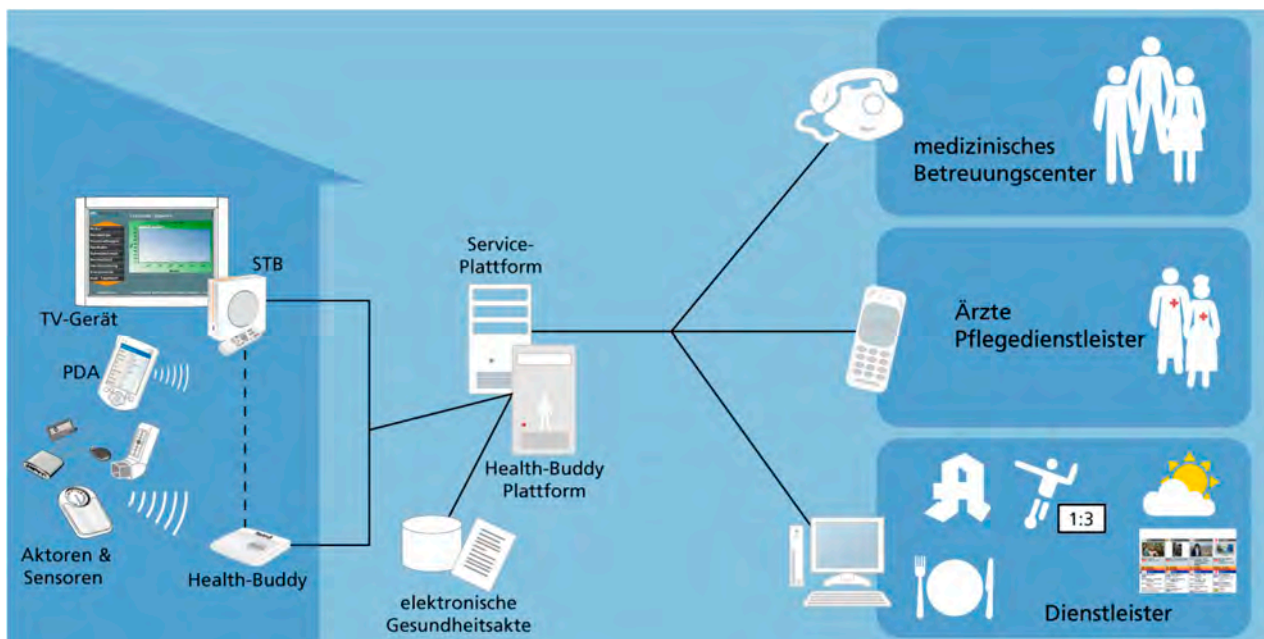 medizinisches
Betreuungscenter
Service-
Plattform
STB
TV-Gerät
PDA
Ärzte
Pflegedienstleister
Health-Buddy
Plattform
1:3
Aktoren &
Sensoren
Health-Buddy
elektronische
Gesundheitsakte
Dienstleister